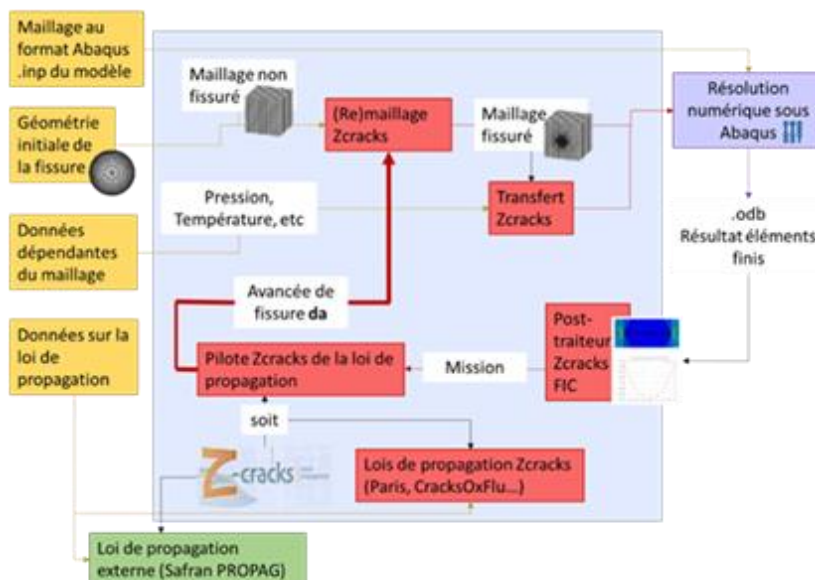 Maillage au
format Abaqus
.inp du modèle
Maillage non
fissuré
(Re)maillage
Zcracks
Maillage
fissuré
Résolution
numérique sous
Abaqus
Géométrie
initiale de
la fissure
Pression,
Température, etc
Transfert
Zcracks
.odb
Résultat éléments
finis
Données
dépendantes
du maillage
Avancée de
fissure da
Données sur la
loi de
propagation
Pilote Zcracks de la loi de
propagation
Mission
Post-
traiteur
Zcracks
FIC
soit
Z-cracks
Lois de propagation Zcracks
(Paris, CracksOxFlu...)
Loi de propagation
externe (Safran PROPAG)